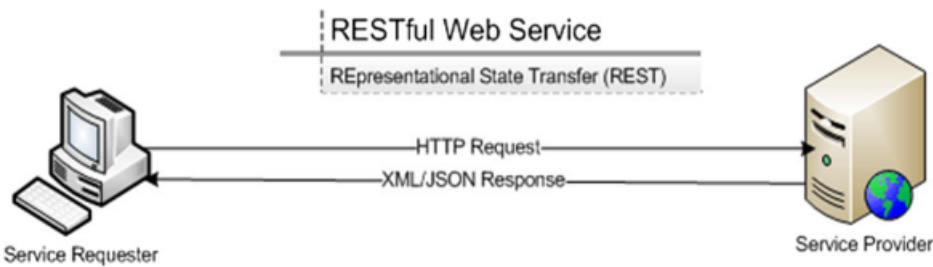 RESTful Web Service
REpresentational State Transfer (REST)
HTTP Request
XML/JSON Response
Service Requester
Service Provider